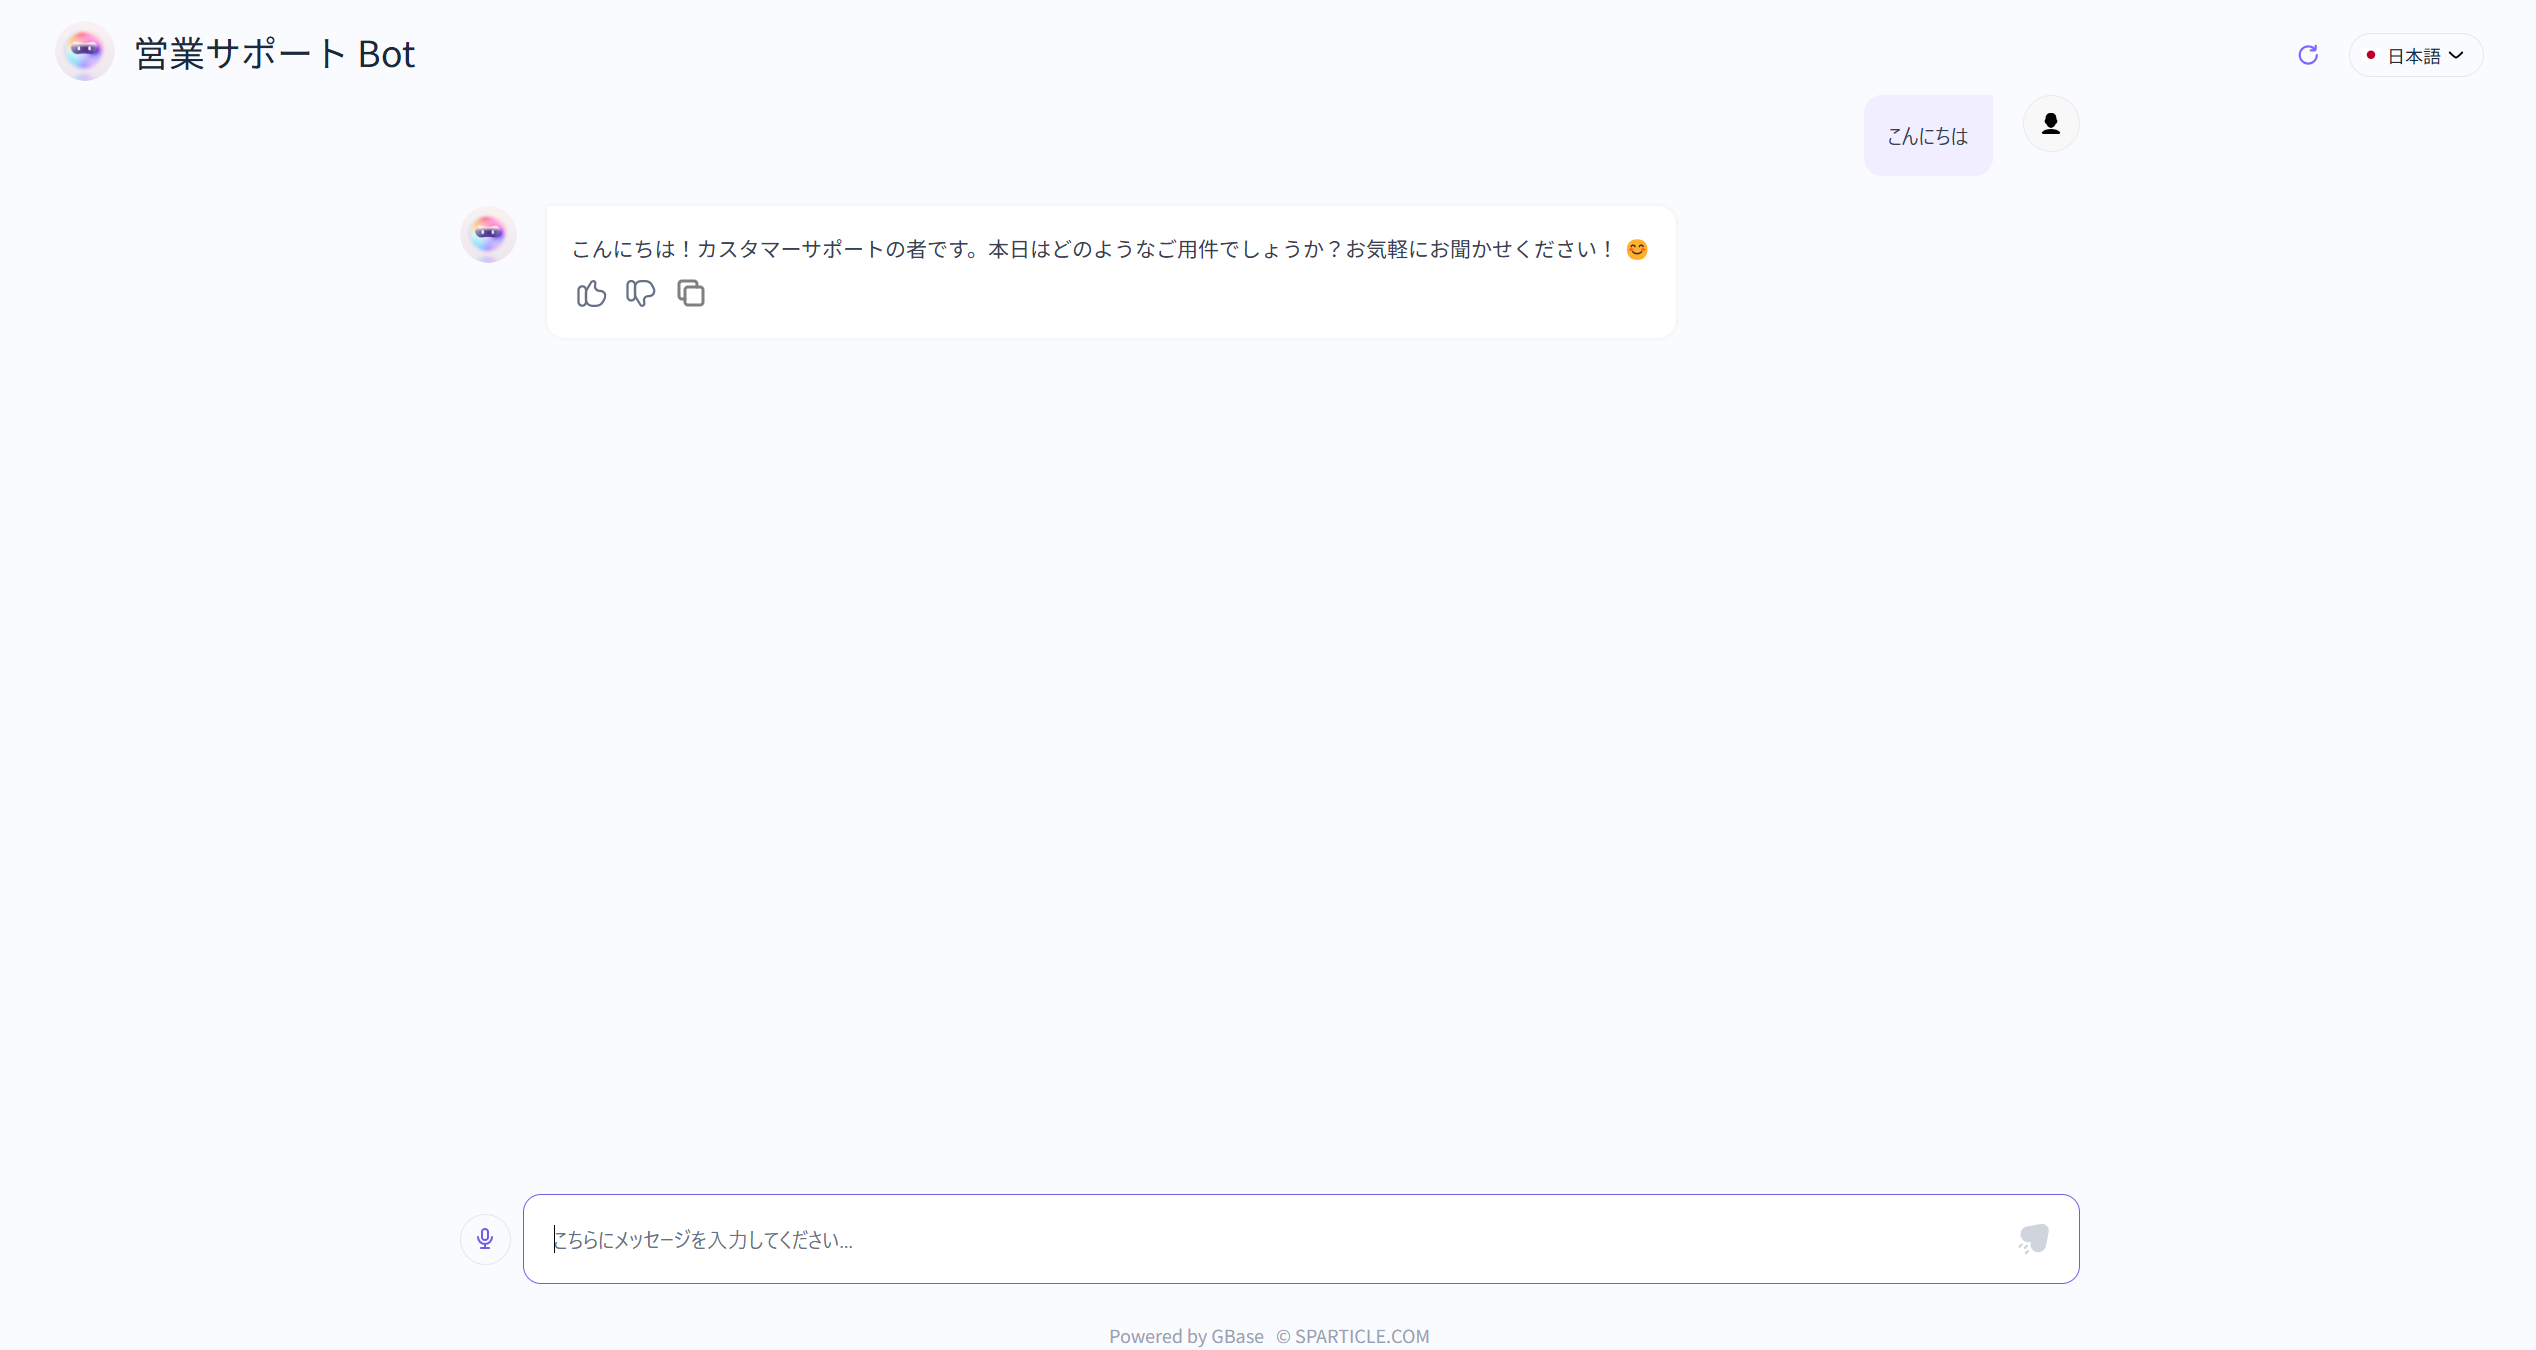 営業サポート Bot
日本語
こんにちは
こんにちは！カスタマーサポートの者です。本日はどのようなご用件でしょうか？お気軽にお聞かせください！ 😊
こちらにメッセージを入力してください...
Powered by GBase © SPARTICLE.COM